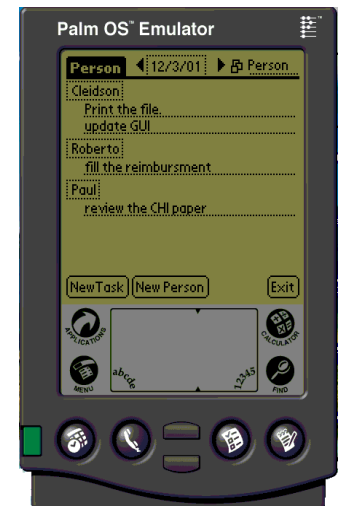 Palm OS™ Emulator
Person 12/3/01 Person
Cleidson
Print the file.
update GUI
Roberto
fill the reimbursment
Paul
review the CHI paper
NewTask New Person Exit
APPLICATIONS CALCULATOR
MENU abcde 12345 FIND